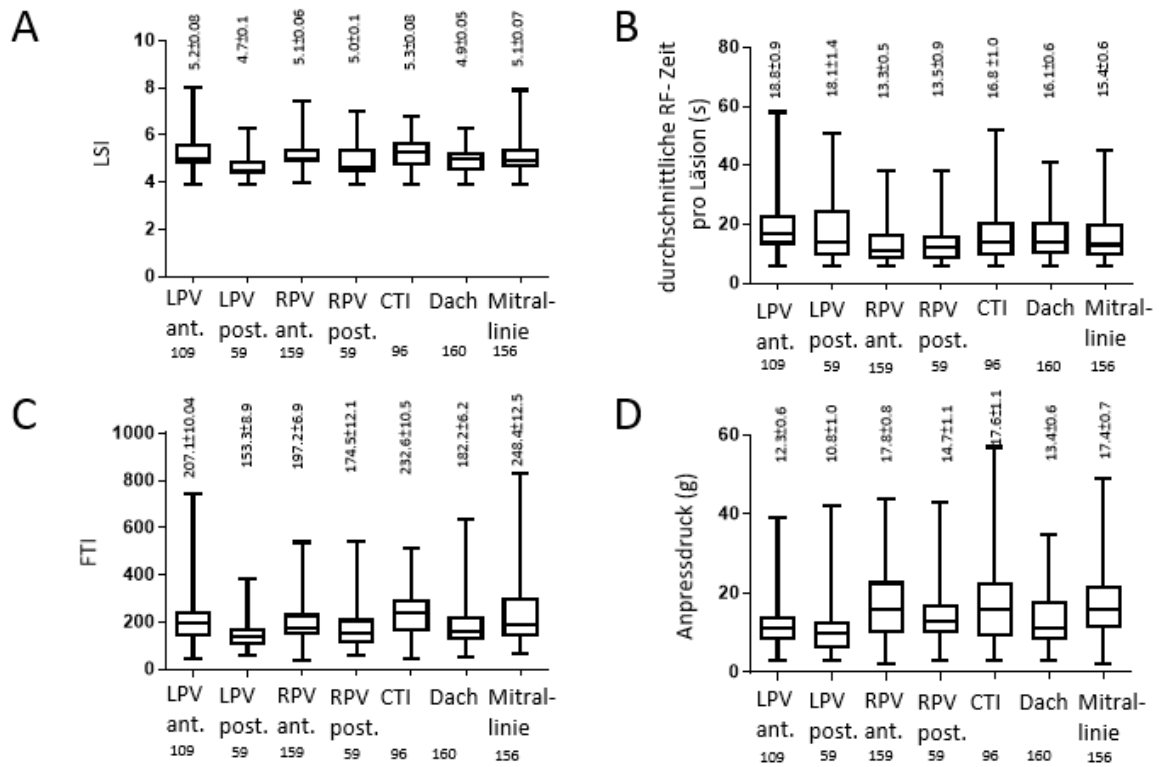 A
LSI
10
8
6
4
2
0
5.2±0.08
4.7±0.1
5.1±0.06
5.0±0.1
5.3±0.08
4.9±0.05
5.1±0.07
LPV LPV RPV RPV CTI Dach Mitral-
ant. post. ant. post. linie
109 59 159 59 96 160 156
B
durchschnittliche RF- Zeit
pro Läsion (s)
80
60
40
20
0
18.8±0.9
18.1±1.4
13.3±0.5
13.5±0.9
16.8 ±1.0
16.1±0.6
15.4±0.6
LPV LPV RPV RPV CTI Dach Mitral-
ant. post. ant. post. linie
109 59 159 59 96 160 156
C
FTI
1000
800
600
400
200
0
207.1±10.04
153.3±8.9
197.2±6.9
174.5±12.1
232.6±10.5
182.2±6.2
248.4±12.5
LPV LPV RPV RPV CTI Dach Mitral-
ant. post. ant. post. linie
109 59 159 59 96 160 156
D
Anpressdruck (g)
60
40
20
0
12.3±0.6
10.8±1.0
17.8±0.8
14.7±1.1
17.6±1.1
13.4±0.6
17.4±0.7
LPV LPV RPV RPV CTI Dach Mitral-
ant. post. ant. post. linie
109 59 159 59 96 160 156